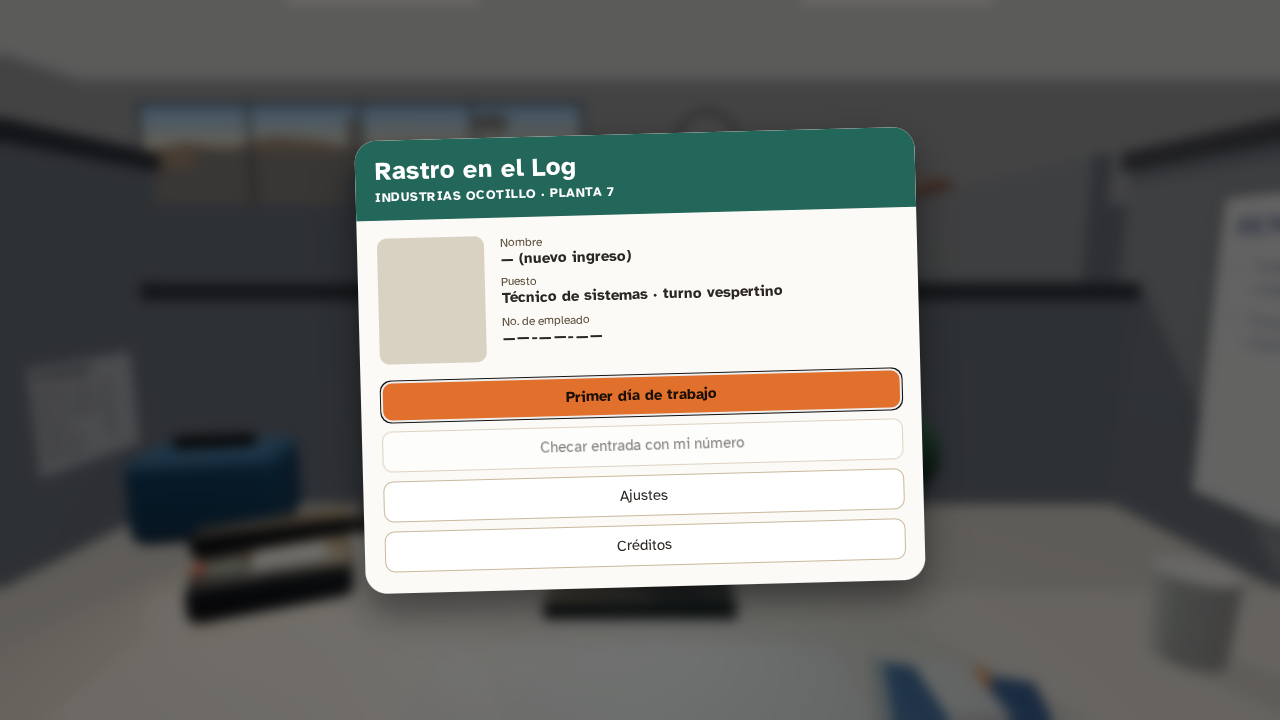 Rastro en el Log
INDUSTRIAS OCOTILLO · PLANTA 7
Nombre
— (nuevo ingreso)
Puesto
Técnico de sistemas · turno vespertino
No. de empleado
——-——-——
Primer día de trabajo
Checar entrada con mi número
Ajustes
Créditos